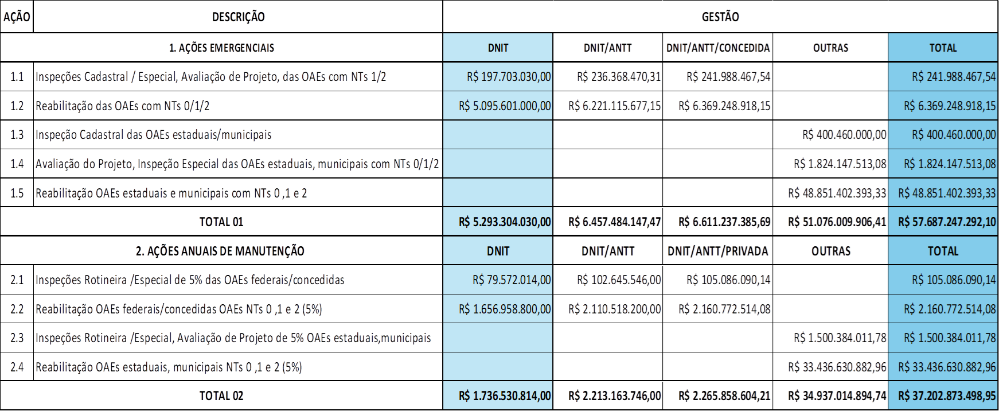 AÇÃO DESCRIÇÃO GESTÃO
1. AÇÕES EMERGENCIAIS DNIT DNIT/ANTT DNIT/ANTT/CONCEDIDA OUTRAS TOTAL
1.1 Inspeções Cadastral / Especial, Avaliação de Projeto, das OAEs com NTs 1/2 R$ 197.703.030,00 R$ 236.368.470,31 R$ 241.988.467,54 R$ 241.988.467,54
1.2 Reabilitação das OAEs com NTs 0/1/2 R$ 5.095.601.000,00 R$ 6.221.115.677,15 R$ 6.369.248.918,15 R$ 6.369.248.918,15
1.3 Inspeção Cadastral das OAEs estaduais/municipais R$ 400.460.000,00 R$ 400.460.000,00
1.4 Avaliação do Projeto, Inspeção Especial das OAEs estaduais, municipais com NTs 0/1/2 R$ 1.824.147.513,08 R$ 1.824.147.513,08
1.5 Reabilitação OAEs estaduais e municipais com NTs 0 ,1 e 2 R$ 48.851.402.393,33 R$ 48.851.402.393,33
TOTAL 01 R$ 5.293.304.030,00 R$ 6.457.484.147,47 R$ 6.611.237.385,69 R$ 51.076.009.906,41 R$ 57.687.247.292,10
2. AÇÕES ANUAIS DE MANUTENÇÃO DNIT DNIT/ANTT DNIT/ANTT/PRIVADA OUTRAS TOTAL
2.1 Inspeções Rotineira /Especial de 5% das OAEs federais/concedidas R$ 79.572.014,00 R$ 102.645.546,00 R$ 105.086.090,14 R$ 105.086.090,14
2.2 Reabilitação OAEs federais/concedidas OAEs NTs 0 ,1 e 2 (5%) R$ 1.656.958.800,00 R$ 2.110.518.200,00 R$ 2.160.772.514,08 R$ 2.160.772.514,08
2.3 Inspeções Rotineira /Especial, Avaliação de Projeto de 5% OAEs estaduais,municipais R$ 1.500.384.011,78 R$ 1.500.384.011,78
2.4 Reabilitação OAEs estaduais, municipais NTs 0 ,1 e 2 (5%) R$ 33.436.630.882,96 R$ 33.436.630.882,96
TOTAL 02 R$ 1.736.530.814,00 R$ 2.213.163.746,00 R$ 2.265.858.604,21 R$ 34.937.014.894,74 R$ 37.202.873.498,95